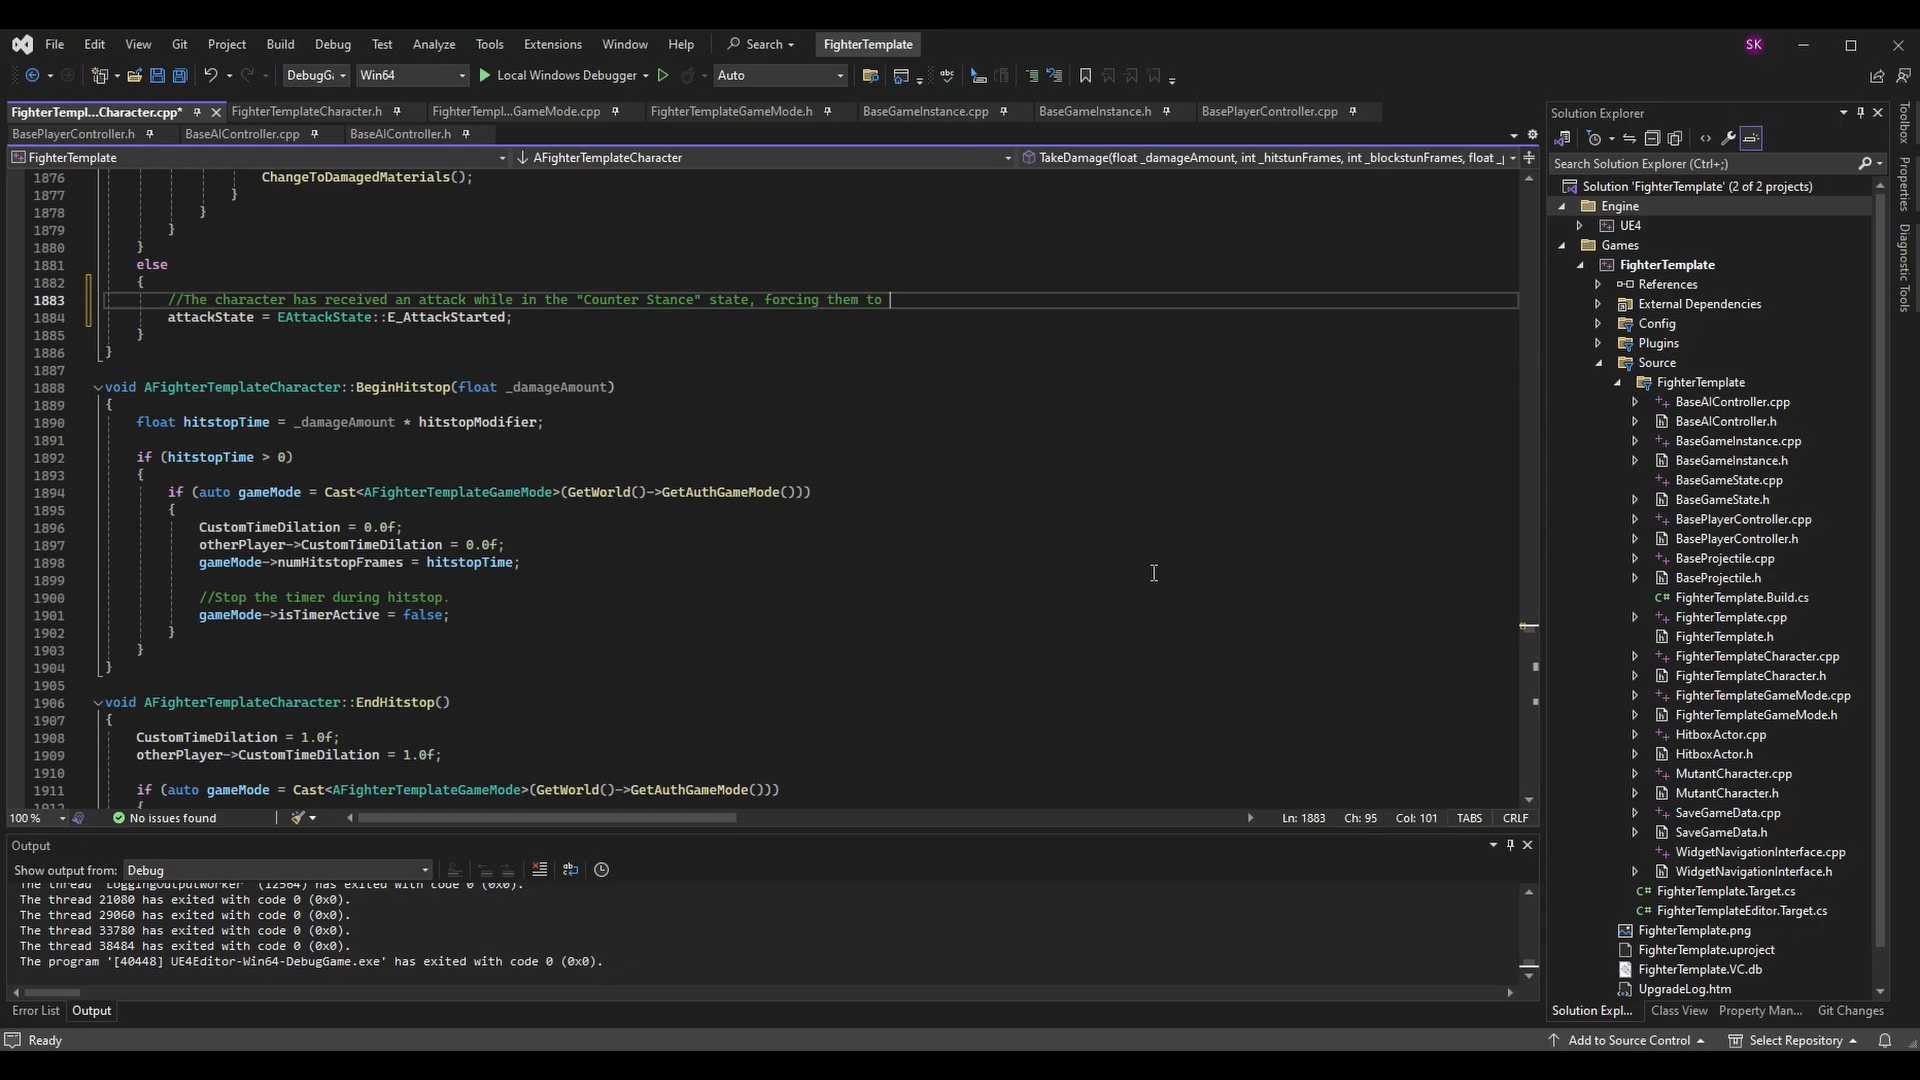 File Edit View Git Project Build Debug Test Analyze Tools Extensions Window Help Search FighterTemplate SK
DebugG Win64 Local Windows Debugger Auto
FighterTempl...Character.cpp* FighterTemplateCharacter.h FighterTempl...GameMode.cpp FighterTemplateGameMode.h BaseGameInstance.cpp BaseGameInstance.h BasePlayerController.cpp
BasePlayerController.h BaseAIController.cpp BaseAIController.h
FighterTemplate AFighterTemplateCharacter TakeDamage(float _damageAmount, int _hitstunFrames, int _blockstunFrames, float _
1876 ChangeToDamagedMaterials();
1877 }
1878 }
1879 }
1880 }
1881 else
1882 {
1883 //The character has received an attack while in the "Counter Stance" state, forcing them to
1884 attackState = EAttackState::E_AttackStarted;
1885 }
1886 }
1887
1888 void AFighterTemplateCharacter::BeginHitstop(float _damageAmount)
1889 {
1890 float hitstopTime = _damageAmount * hitstopModifier;
1891
1892 if (hitstopTime > 0)
1893 {
1894 if (auto gameMode = Cast<AFighterTemplateGameMode>(GetWorld()->GetAuthGameMode()))
1895 {
1896 CustomTimeDilation = 0.0f;
1897 otherPlayer->CustomTimeDilation = 0.0f;
1898 gameMode->numHitstopFrames = hitstopTime;
1899
1900 //Stop the timer during hitstop.
1901 gameMode->isTimerActive = false;
1902 }
1903 }
1904 }
1905
1906 void AFighterTemplateCharacter::EndHitstop()
1907 {
1908 CustomTimeDilation = 1.0f;
1909 otherPlayer->CustomTimeDilation = 1.0f;
1910
1911 if (auto gameMode = Cast<AFighterTemplateGameMode>(GetWorld()->GetAuthGameMode()))
1912 {
100 % No issues found Ln: 1883 Ch: 95 Col: 101 TABS CRLF
Output
Show output from: Debug
The thread 'LoggingOutputWorker' (12564) has exited with code 0 (0x0).
The thread 21080 has exited with code 0 (0x0).
The thread 29060 has exited with code 0 (0x0).
The thread 33780 has exited with code 0 (0x0).
The thread 38484 has exited with code 0 (0x0).
The program '[40448] UE4Editor-Win64-DebugGame.exe' has exited with code 0 (0x0).
Error List Output
Ready
Solution Explorer
Search Solution Explorer (Ctrl+;)
Solution 'FighterTemplate' (2 of 2 projects)
Engine
UE4
Games
FighterTemplate
References
External Dependencies
Config
Plugins
Source
FighterTemplate
BaseAIController.cpp
BaseAIController.h
BaseGameInstance.cpp
BaseGameInstance.h
BaseGameState.cpp
BaseGameState.h
BasePlayerController.cpp
BasePlayerController.h
BaseProjectile.cpp
BaseProjectile.h
FighterTemplate.Build.cs
FighterTemplate.cpp
FighterTemplate.h
FighterTemplateCharacter.cpp
FighterTemplateCharacter.h
FighterTemplateGameMode.cpp
FighterTemplateGameMode.h
HitboxActor.cpp
HitboxActor.h
MutantCharacter.cpp
MutantCharacter.h
SaveGameData.cpp
SaveGameData.h
WidgetNavigationInterface.cpp
WidgetNavigationInterface.h
FighterTemplate.Target.cs
FighterTemplateEditor.Target.cs
FighterTemplate.png
FighterTemplate.uproject
FighterTemplate.VC.db
UpgradeLog.htm
Solution Expl... Class View Property Man... Git Changes
Add to Source Control Select Repository
Toolbox
Properties
Diagnostic Tools